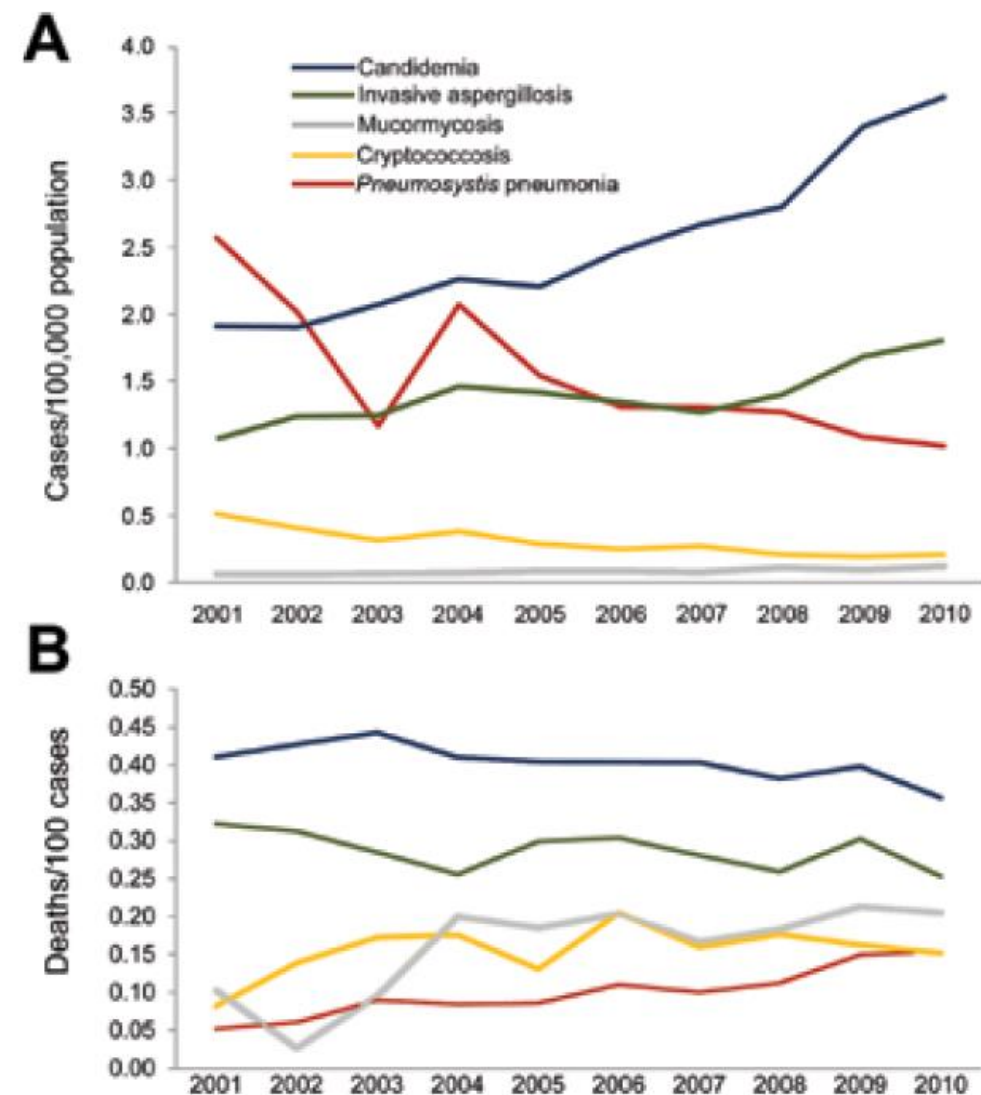 A
Cases/100,000 population
4.0
3.5
3.0
2.5
2.0
1.5
1.0
0.5
0.0
Candidemia
Invasive aspergillosis
Mucormycosis
Cryptococcosis
Pneumosystis pneumonia
2001 2002 2003 2004 2005 2006 2007 2008 2009 2010
B
Deaths/100 cases
0.50
0.45
0.40
0.35
0.30
0.25
0.20
0.15
0.10
0.05
0.00
2001 2002 2003 2004 2005 2006 2007 2008 2009 2010